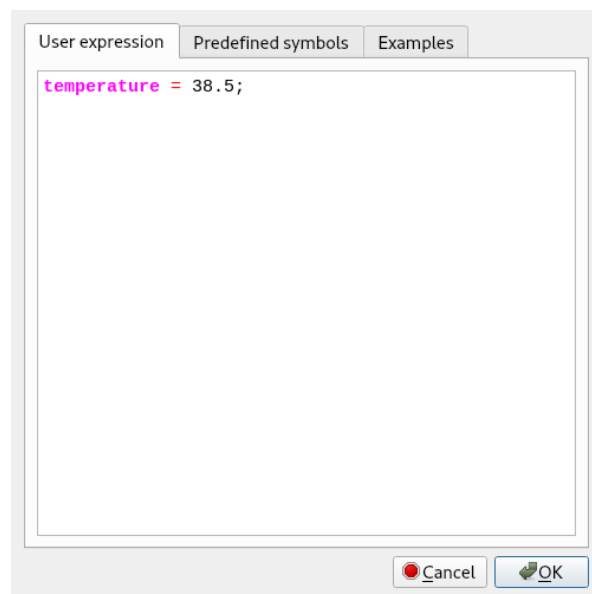 User expression Predefined symbols Examples
temperature = 38.5;
Cancel OK